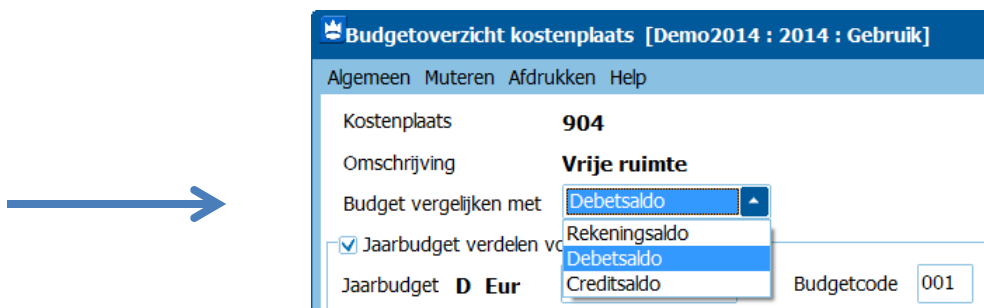 Budgetoverzicht kostenplaats [Demo2014 : 2014 : Gebruik]
Algemeen Muteren Afdrukken Help
Kostenplaats 904
Omschrijving Vrije ruimte
Budget vergelijken met Debetsaldo
Rekeningsaldo
Jaarbudget verdelen
Debetsaldo
Jaarbudget D Eur Creditsaldo Budgetcode 001